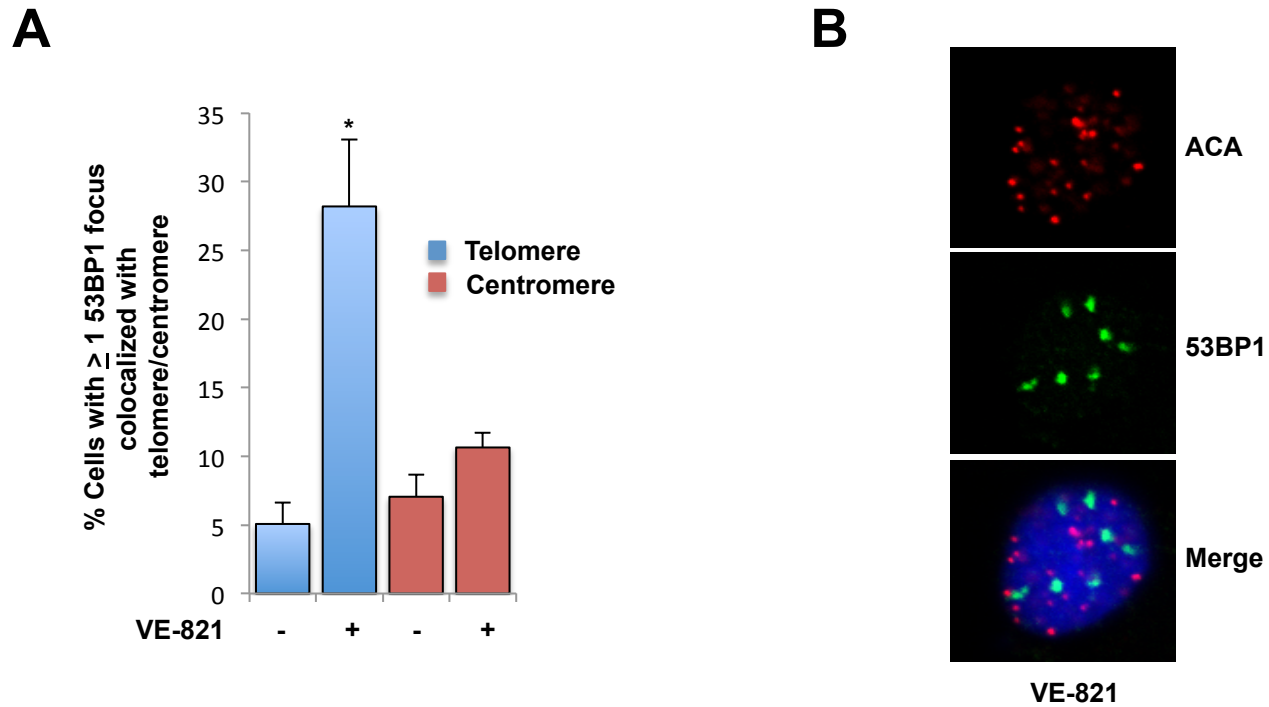 A
B
35
30
25
20
15
10
5
0
% Cells with ≥ 1 53BP1 focus
colocalized with
telomere/centromere
*
Telomere
Centromere
VE-821 - + - +
ACA
53BP1
Merge
VE-821